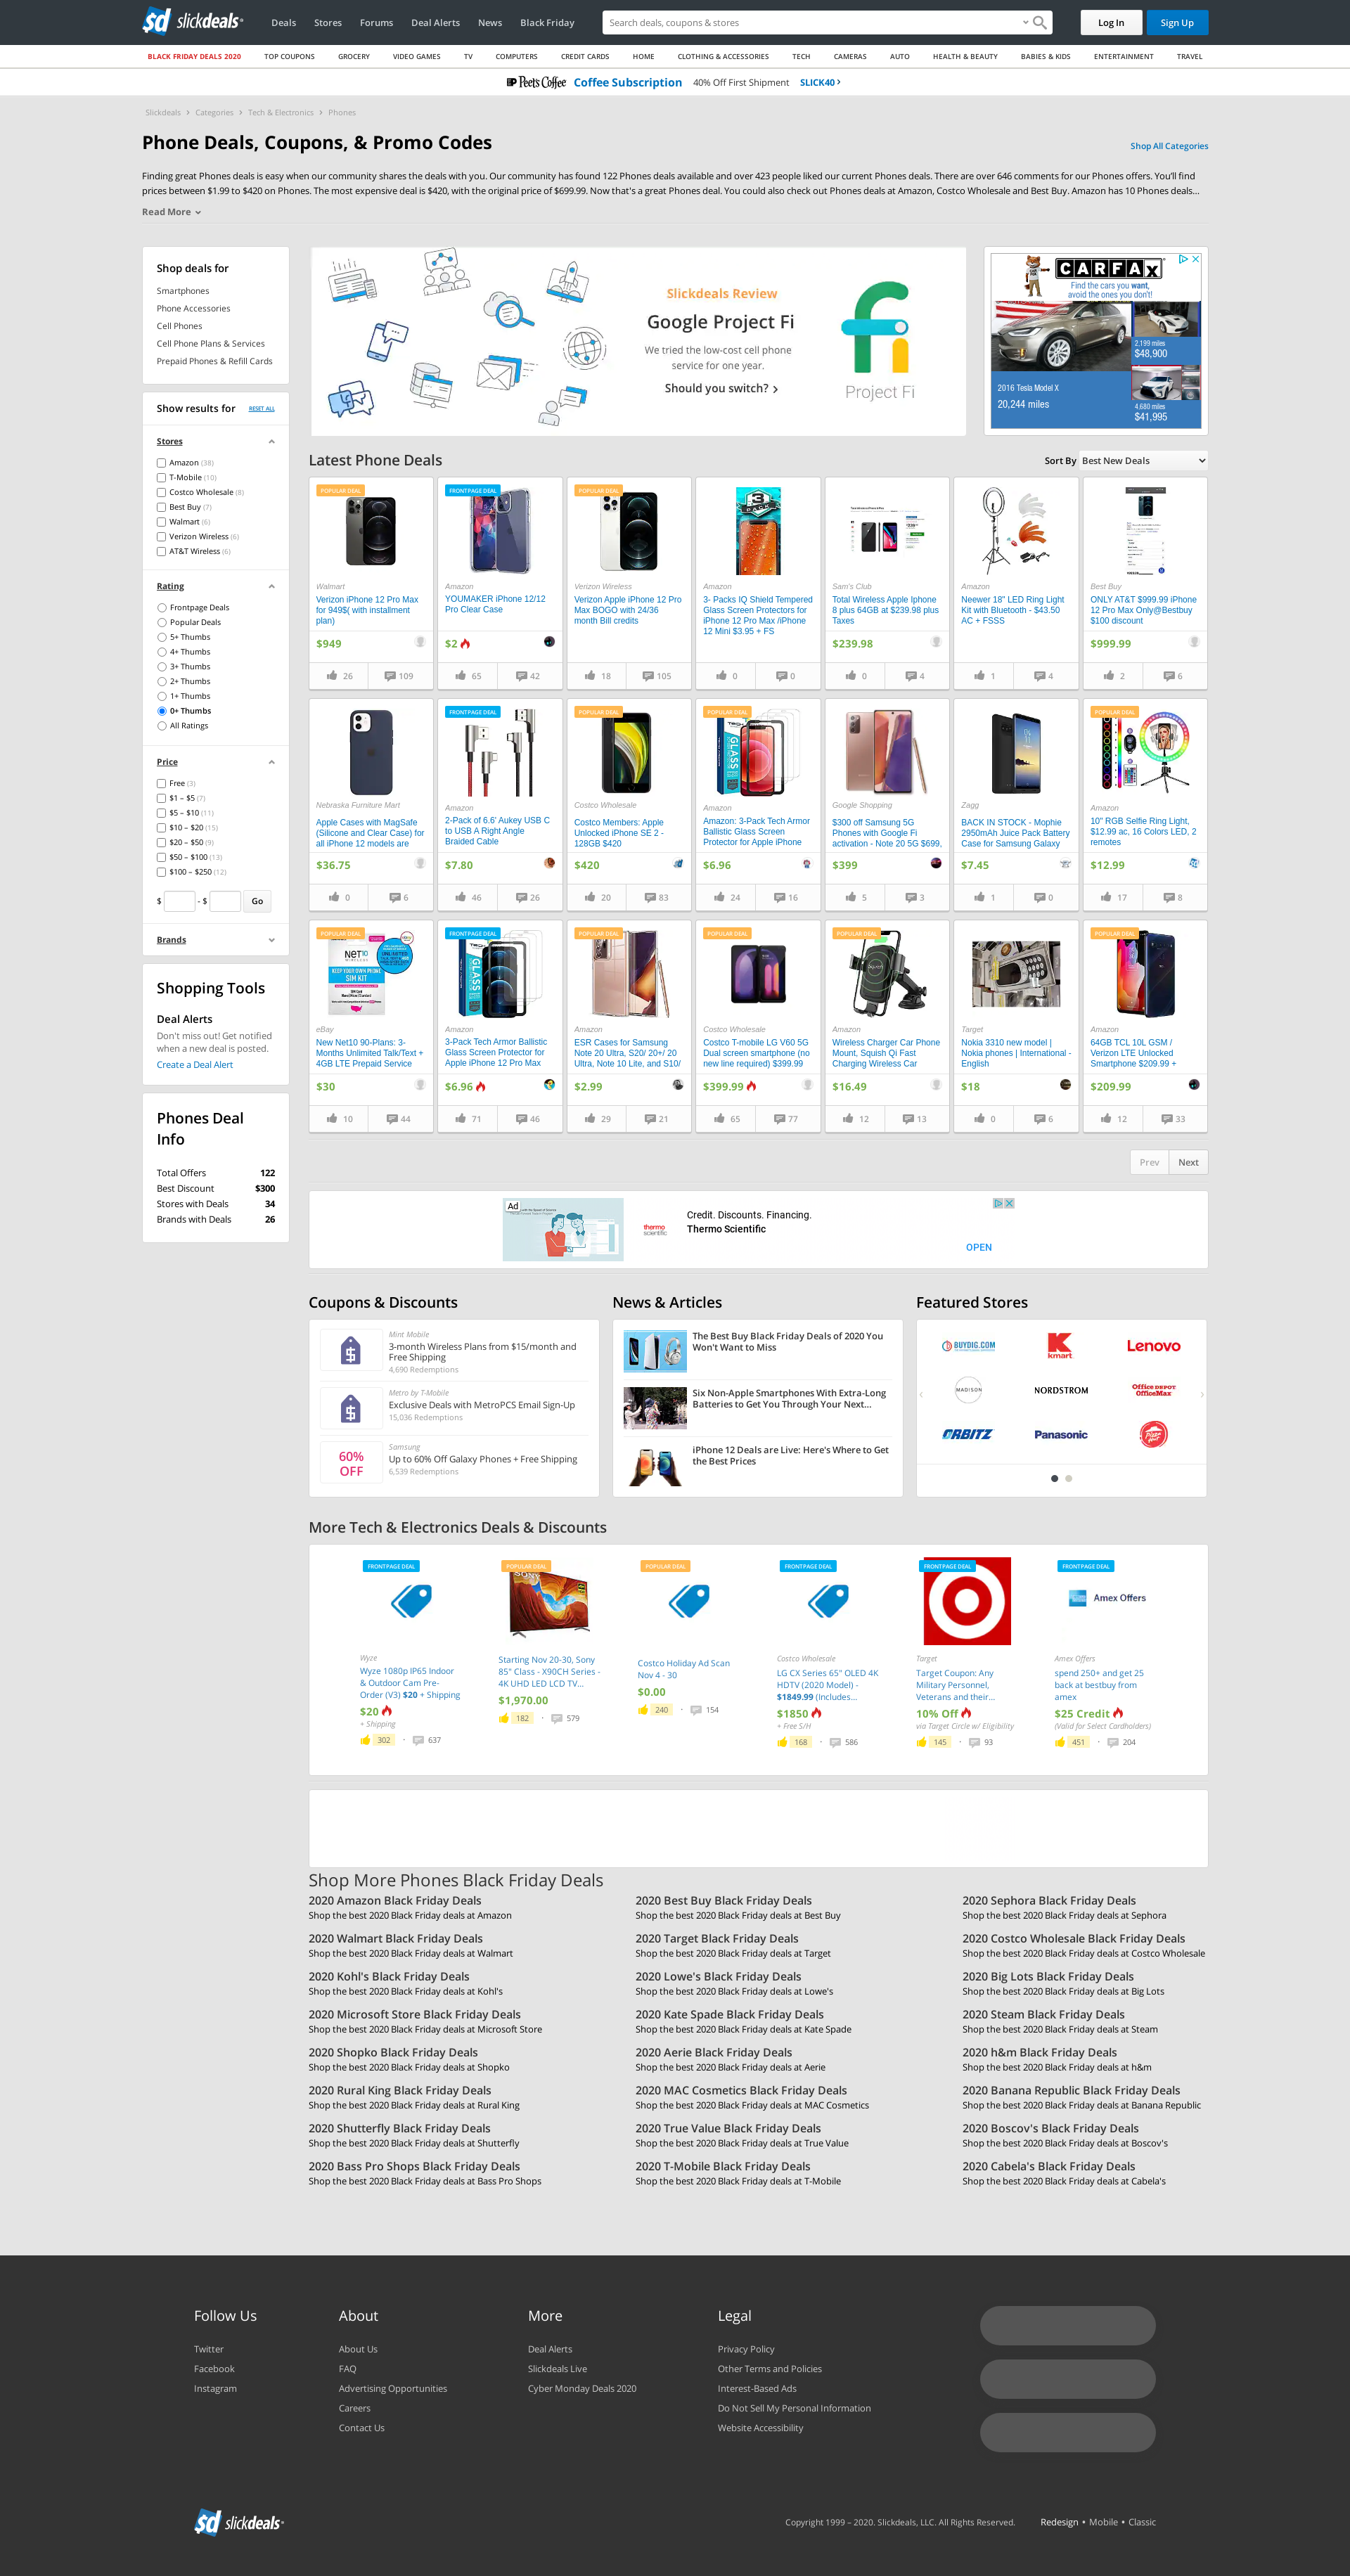 slickdeals
Deals
Stores
Forums
Deal Alerts
News
Black Friday
Search deals, coupons & stores
Log In
Sign Up
BLACK FRIDAY DEALS 2020
TOP COUPONS
GROCERY
VIDEO GAMES
TV
COMPUTERS
CREDIT CARDS
HOME
CLOTHING & ACCESSORIES
TECH
CAMERAS
AUTO
HEALTH & BEAUTY
BABIES & KIDS
ENTERTAINMENT
TRAVEL
Peet's Coffee Coffee Subscription 40% Off First Shipment SLICK40
Slickdeals > Categories > Tech & Electronics > Phones
Phone Deals, Coupons, & Promo Codes
Shop All Categories
Finding great Phones deals is easy when our community shares the deals with you. Our community has found 122 Phones deals available and over 423 people liked our current Phones deals. There are over 646 comments for our Phones offers. You'll find
prices between $1.99 to $420 on Phones. The most expensive deal is $420, with the original price of $699.99. Now that's a great Phones deal. You could also check out Phones deals at Amazon, Costco Wholesale and Best Buy. Amazon has 10 Phones deals...
Read More
Shop deals for
Smartphones
Phone Accessories
Cell Phones
Cell Phone Plans & Services
Prepaid Phones & Refill Cards
Show results for
RESET ALL
Stores
Amazon (38)
T-Mobile (10)
Costco Wholesale (8)
Best Buy (7)
Walmart (6)
Verizon Wireless (6)
AT&T Wireless (6)
Rating
Frontpage Deals
Popular Deals
5+ Thumbs
4+ Thumbs
3+ Thumbs
2+ Thumbs
1+ Thumbs
0+ Thumbs
All Ratings
Price
Free (3)
$1 – $5 (7)
$5 – $10 (11)
$10 – $20 (15)
$20 – $50 (9)
$50 – $100 (13)
$100 – $250 (12)
$ - $ Go
Brands
Shopping Tools
Deal Alerts
Don't miss out! Get notified
when a new deal is posted.
Create a Deal Alert
Phones Deal
Info
Total Offers 122
Best Discount $300
Stores with Deals 34
Brands with Deals 26
Slickdeals Review
Google Project Fi
We tried the low-cost cell phone
service for one year.
Should you switch?
Project Fi
CARFAX
Find the cars you want,
avoid the ones you don't!
2,199 miles
$48,900
2016 Tesla Model X
20,244 miles
4,680 miles
$41,995
Latest Phone Deals
Sort By Best New Deals
POPULAR DEAL
Walmart
Verizon iPhone 12 Pro Max
for 949$( with installment
plan)
$949
26
109
FRONTPAGE DEAL
Amazon
YOUMAKER iPhone 12/12
Pro Clear Case
$2
65
42
POPULAR DEAL
Verizon Wireless
Verizon Apple iPhone 12 Pro
Max BOGO with 24/36
month Bill credits
18
105
Amazon
3- Packs IQ Shield Tempered
Glass Screen Protectors for
iPhone 12 Pro Max /iPhone
12 Mini $3.95 + FS
0
0
Sam's Club
Total Wireless Apple Iphone
8 plus 64GB at $239.98 plus
Taxes
$239.98
0
4
Amazon
Neewer 18" LED Ring Light
Kit with Bluetooth - $43.50
AC + FSSS
1
4
Best Buy
ONLY AT&T $999.99 iPhone
12 Pro Max Only@Bestbuy
$100 discount
$999.99
2
6
Nebraska Furniture Mart
Apple Cases with MagSafe
(Silicone and Clear Case) for
all iPhone 12 models are
$36.75
0
6
FRONTPAGE DEAL
Amazon
2-Pack of 6.6' Aukey USB C
to USB A Right Angle
Braided Cable
$7.80
46
26
POPULAR DEAL
Costco Wholesale
Costco Members: Apple
Unlocked iPhone SE 2 -
128GB $420
$420
20
83
POPULAR DEAL
Amazon
Amazon: 3-Pack Tech Armor
Ballistic Glass Screen
Protector for Apple iPhone
$6.96
24
16
Google Shopping
$300 off Samsung 5G
Phones with Google Fi
activation - Note 20 5G $699,
$399
5
3
Zagg
BACK IN STOCK - Mophie
2950mAh Juice Pack Battery
Case for Samsung Galaxy
$7.45
1
0
POPULAR DEAL
Amazon
10" RGB Selfie Ring Light,
$12.99 ac, 16 Colors LED, 2
remotes
$12.99
17
8
POPULAR DEAL
NET10
WIRELESS
KEEP YOUR OWN PHONE
SIM KIT
eBay
New Net10 90-Plans: 3-
Months Unlimited Talk/Text +
4GB LTE Prepaid Service
$30
10
44
FRONTPAGE DEAL
Amazon
3-Pack Tech Armor Ballistic
Glass Screen Protector for
Apple iPhone 12 Pro Max
$6.96
71
46
POPULAR DEAL
Amazon
ESR Cases for Samsung
Note 20 Ultra, S20/ 20+/ 20
Ultra, Note 10 Lite, and S10/
$2.99
29
21
POPULAR DEAL
Costco Wholesale
Costco T-mobile LG V60 5G
Dual screen smartphone (no
new line required) $399.99
$399.99
65
77
POPULAR DEAL
Amazon
Wireless Charger Car Phone
Mount, Squish Qi Fast
Charging Wireless Car
$16.49
12
13
Target
Nokia 3310 new model |
Nokia phones | International -
English
$18
0
6
POPULAR DEAL
Amazon
64GB TCL 10L GSM /
Verizon LTE Unlocked
Smartphone $209.99 +
$209.99
12
33
Prev
Next
Ad
thermo
scientific
Credit. Discounts. Financing.
Thermo Scientific
OPEN
Coupons & Discounts
Mint Mobile
3-month Wireless Plans from $15/month and
Free Shipping
4,690 Redemptions
Metro by T-Mobile
Exclusive Deals with MetroPCS Email Sign-Up
15,036 Redemptions
60%
OFF
Samsung
Up to 60% Off Galaxy Phones + Free Shipping
6,539 Redemptions
News & Articles
The Best Buy Black Friday Deals of 2020 You
Won't Want to Miss
Six Non-Apple Smartphones With Extra-Long
Batteries to Get You Through Your Next...
iPhone 12 Deals are Live: Here's Where to Get
the Best Prices
Featured Stores
BUYDIG.COM
kmart
Lenovo
MADISON
NORDSTROM
Office DEPOT
OfficeMax
ORBITZ
Panasonic
Pizza Hut
More Tech & Electronics Deals & Discounts
FRONTPAGE DEAL
Wyze
Wyze 1080p IP65 Indoor
& Outdoor Cam Pre-
Order (V3) $20 + Shipping
$20
+ Shipping
302
637
POPULAR DEAL
SONY
Starting Nov 20-30, Sony
85" Class - X90CH Series -
4K UHD LED LCD TV...
$1,970.00
182
579
POPULAR DEAL
Costco Holiday Ad Scan
Nov 4 - 30
$0.00
240
154
FRONTPAGE DEAL
Costco Wholesale
LG CX Series 65" OLED 4K
HDTV (2020 Model) -
$1849.99 (Includes...
$1850
+ Free S/H
168
586
FRONTPAGE DEAL
Target
Target Coupon: Any
Military Personnel,
Veterans and their...
10% Off
via Target Circle w/ Eligibility
145
93
FRONTPAGE DEAL
Amex Offers
Amex Offers
spend 250+ and get 25
back at bestbuy from
amex
$25 Credit
(Valid for Select Cardholders)
451
204
Shop More Phones Black Friday Deals
2020 Amazon Black Friday Deals
Shop the best 2020 Black Friday deals at Amazon
2020 Best Buy Black Friday Deals
Shop the best 2020 Black Friday deals at Best Buy
2020 Sephora Black Friday Deals
Shop the best 2020 Black Friday deals at Sephora
2020 Walmart Black Friday Deals
Shop the best 2020 Black Friday deals at Walmart
2020 Target Black Friday Deals
Shop the best 2020 Black Friday deals at Target
2020 Costco Wholesale Black Friday Deals
Shop the best 2020 Black Friday deals at Costco Wholesale
2020 Kohl's Black Friday Deals
Shop the best 2020 Black Friday deals at Kohl's
2020 Lowe's Black Friday Deals
Shop the best 2020 Black Friday deals at Lowe's
2020 Big Lots Black Friday Deals
Shop the best 2020 Black Friday deals at Big Lots
2020 Microsoft Store Black Friday Deals
Shop the best 2020 Black Friday deals at Microsoft Store
2020 Kate Spade Black Friday Deals
Shop the best 2020 Black Friday deals at Kate Spade
2020 Steam Black Friday Deals
Shop the best 2020 Black Friday deals at Steam
2020 Shopko Black Friday Deals
Shop the best 2020 Black Friday deals at Shopko
2020 Aerie Black Friday Deals
Shop the best 2020 Black Friday deals at Aerie
2020 h&m Black Friday Deals
Shop the best 2020 Black Friday deals at h&m
2020 Rural King Black Friday Deals
Shop the best 2020 Black Friday deals at Rural King
2020 MAC Cosmetics Black Friday Deals
Shop the best 2020 Black Friday deals at MAC Cosmetics
2020 Banana Republic Black Friday Deals
Shop the best 2020 Black Friday deals at Banana Republic
2020 Shutterfly Black Friday Deals
Shop the best 2020 Black Friday deals at Shutterfly
2020 True Value Black Friday Deals
Shop the best 2020 Black Friday deals at True Value
2020 Boscov's Black Friday Deals
Shop the best 2020 Black Friday deals at Boscov's
2020 Bass Pro Shops Black Friday Deals
Shop the best 2020 Black Friday deals at Bass Pro Shops
2020 T-Mobile Black Friday Deals
Shop the best 2020 Black Friday deals at T-Mobile
2020 Cabela's Black Friday Deals
Shop the best 2020 Black Friday deals at Cabela's
Follow Us
Twitter
Facebook
Instagram
About
About Us
FAQ
Advertising Opportunities
Careers
Contact Us
More
Deal Alerts
Slickdeals Live
Cyber Monday Deals 2020
Legal
Privacy Policy
Other Terms and Policies
Interest-Based Ads
Do Not Sell My Personal Information
Website Accessibility
slickdeals
Copyright 1999 – 2020. Slickdeals, LLC. All Rights Reserved.
Redesign • Mobile • Classic